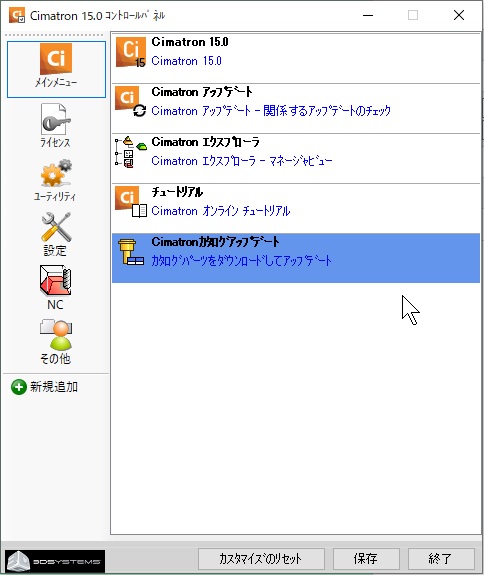 Cimatron 15.0 ｺﾝﾄﾛｰﾙﾊﾟﾈﾙ
Ci
ﾒｲﾝﾒﾆｭｰ
ﾗｲｾﾝｽ
ﾕｰﾃｨﾘﾃｨ
設定
NC
その他
新規追加
Ci
15
Cimatron 15.0
Cimatron 15.0
Ci
Cimatron ｱｯﾌﾟﾃﾞｰﾄ
Cimatron ｱｯﾌﾟﾃﾞｰﾄ - 関係するｱｯﾌﾟﾃﾞｰﾄのﾁｪｯｸ
Cimatron ｴｸｽﾌﾟﾛｰﾗ
Cimatron ｴｸｽﾌﾟﾛｰﾗ - ﾏﾈｰｼﾞｬﾋﾞｭｰ
Ci
ﾁｭｰﾄﾘｱﾙ
Cimatron ｵﾝﾗｲﾝ ﾁｭｰﾄﾘｱﾙ
Cimatronｶﾀﾛｸﾞｱｯﾌﾟﾃﾞｰﾄ
ｶﾀﾛｸﾞﾊﾟｰﾂをﾀﾞｳﾝﾛｰﾄﾞしてｱｯﾌﾟﾃﾞｰﾄ
3DSYSTEMS
ｶｽﾀﾏｲｽﾞのﾘｾｯﾄ
保存
終了